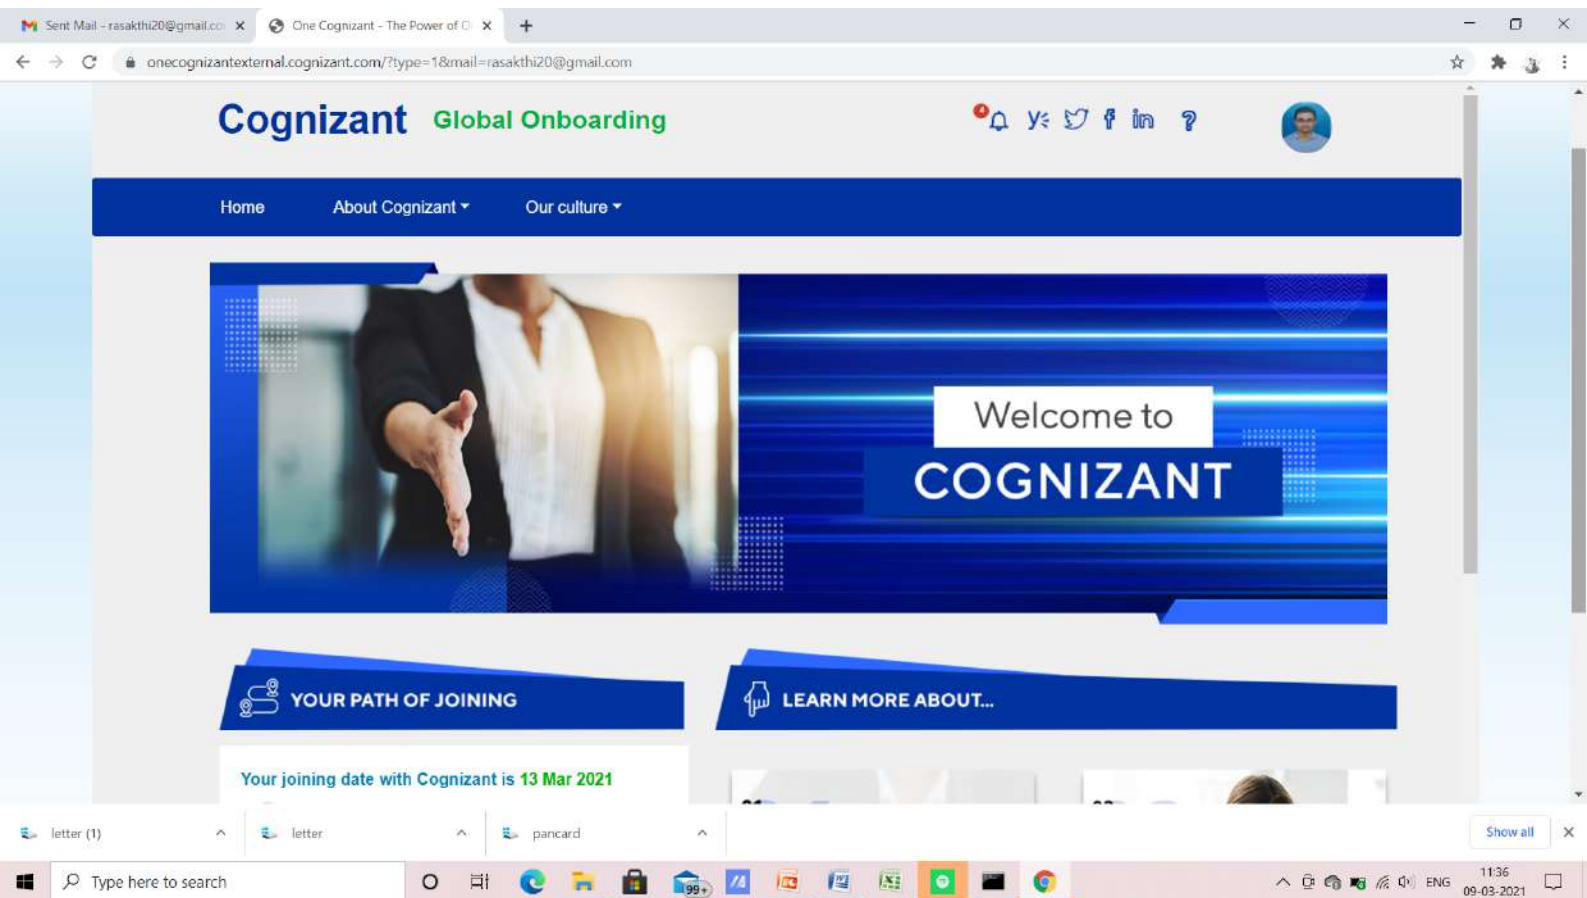 Sent Mail - rasakthi20@gmail.co
One Cognizant - The Power of O
onecognizantexternal.cognizant.com/?type=1&mail=rasakthi20@gmail.com
Cognizant Global Onboarding
4
Home About Cognizant Our culture
Welcome to
COGNIZANT
YOUR PATH OF JOINING
LEARN MORE ABOUT...
Your joining date with Cognizant is 13 Mar 2021
letter (1)
letter
pancard
Show all
Type here to search
99+
ENG
11:36
09-03-2021